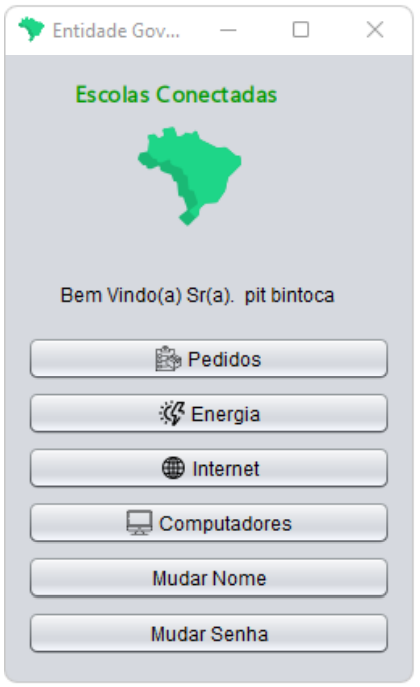 Entidade Gov...
Escolas Conectadas
Bem Vindo(a) Sr(a).  pit bintoca
Pedidos
Energia
Internet
Computadores
Mudar Nome
Mudar Senha